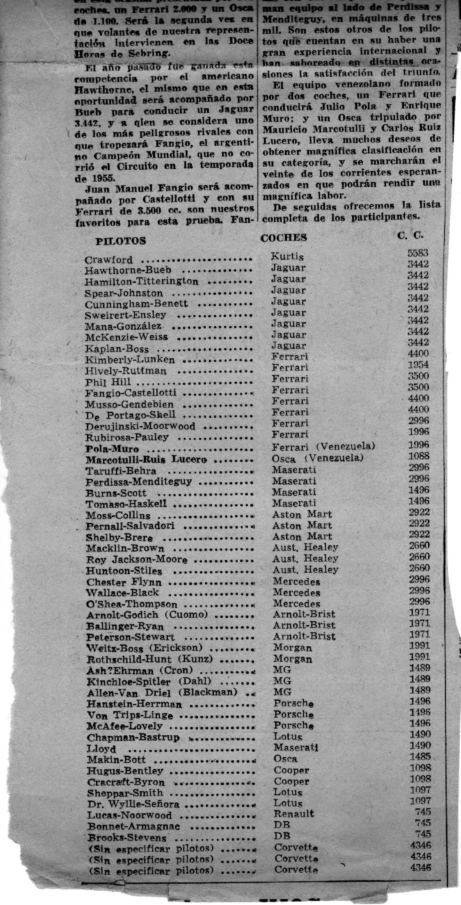 coches, un Ferrari 2.000 y un Osca
de 1.100. Será la segunda vez en
que volantes de nuestra represen-
tación intervienen en las Doce
Horas de Sebring.
El año pasado fue ganada esta
competencia por el americano
Hawthorne, el mismo que en esta
oportunidad será acompañado por
Bueb para conducir un Jaguar
3.442, y a qien se considera uno
de los más peligrosos rivales con
que tropezará Fangio, el argenti-
no Campeón Mundial, que no co-
rrió el Circuito en la temporada
de 1955.
Juan Manuel Fangio será acom-
pañado por Castellotti y con su
Ferrari de 3.500 cc. son nuestros
favoritos para esta prueba. Fan-
man equipo al lado de Perdissa y
Menditeguy, en máquinas de tres
mil. Son estos otros de los pilo-
tos que cuentan en su haber una
gran experiencia internacional y
han saboreado en distintas oca-
siones la satisfacción del triunfo.
El equipo venezolano formado
por dos coches, un Ferrari que
conducirá Julio Pola y Enrique
Muro; y un Osca tripulado por
Mauricio Marcotulli y Carlos Ruiz
Lucero, lleva muchos deseos de
obtener magnífica clasificación en
su categoría, y se marcharán el
veinte de los corrientes esperan-
zados en que podrán rendir una
magnífica labor.
De seguidas ofrecemos la lista
completa de los participantes.
PILOTOS COCHES C. C.
Crawford ..................... Kurtis 5583
Hawthorne-Bueb ............... Jaguar 3442
Hamilton-Titterington ........ Jaguar 3442
Spear-Johnston ............... Jaguar 3442
Cunningham-Benett ............ Jaguar 3442
Sweirert-Ensley .............. Jaguar 3442
Mana-González ................ Jaguar 3442
McKenzie-Weiss ............... Jaguar 3442
Kaplan-Boss .................. Jaguar 3442
Kimberly-Lunken .............. Ferrari 4400
Hively-Ruttman ............... Ferrari 1954
Phil Hill .................... Ferrari 3500
Fangio-Castellotti ........... Ferrari 3500
Musso-Gendebien .............. Ferrari 4400
De Portago-Skell ............. Ferrari 4400
Derujinski-Moorwood .......... Ferrari 2996
Rubirosa-Pauley .............. Ferrari 1996
Pola-Muro .................... Ferrari (Venezuela) 1996
Marcotulli-Ruis Lucero ....... Osca (Venezuela) 1088
Taruffi-Behra ................ Maserati 2996
Perdissa-Menditeguy .......... Maserati 2996
Burns-Scott .................. Maserati 1496
Tomaso-Haskell ............... Maserati 1496
Moss-Collins ................. Aston Mart 2922
Pernall-Salvadori ............ Aston Mart 2922
Shelby-Brere ................. Aston Mart 2922
Macklin-Brown ................ Aust. Healey 2660
Roy Jackson-Moore ............ Aust. Healey 2660
Huntoon-Stiles ............... Aust. Healey 2660
Chester Flynn ................ Mercedes 2996
Wallace-Black ................ Mercedes 2996
O'Shea-Thompson .............. Mercedes 2996
Arnolt-Godich (Cuomo) ........ Arnolt-Brist 1971
Ballinger-Ryan ............... Arnolt-Brist 1971
Peterson-Stewart ............. Arnolt-Brist 1971
Weitz-Boss (Erickson) ........ Morgan 1991
Rothschild-Hunt (Kunz) ....... Morgan 1991
Ash?Ehrman (Cron) ............ MG 1489
Kinchloe-Spitler (Dahl) ...... MG 1489
Allen-Van Driel (Blackman) ... MG 1489
Hanstein-Herrman ............. Porsche 1496
Von Trips-Linge .............. Porsche 1496
McAfee-Lovely ................ Porsche 1496
Chapman-Bastrup .............. Lotus 1490
Lloyd ........................ Maserati 1490
Makin-Bott ................... Osca 1485
Hugus-Bentley ................ Cooper 1098
Cracraft-Byron ............... Cooper 1098
Sheppar-Smith ................ Lotus 1097
Dr. Wyllie-Señora ............ Lotus 1097
Lucas-Noorwood ............... Renault 745
Bonnet-Armagnac .............. DB 745
Brooks-Stevens ............... DB 745
(Sin especificar pilotos) .... Corvette 4346
(Sin especificar pilotos) .... Corvette 4346
(Sin especificar pilotos) .... Corvette 4346